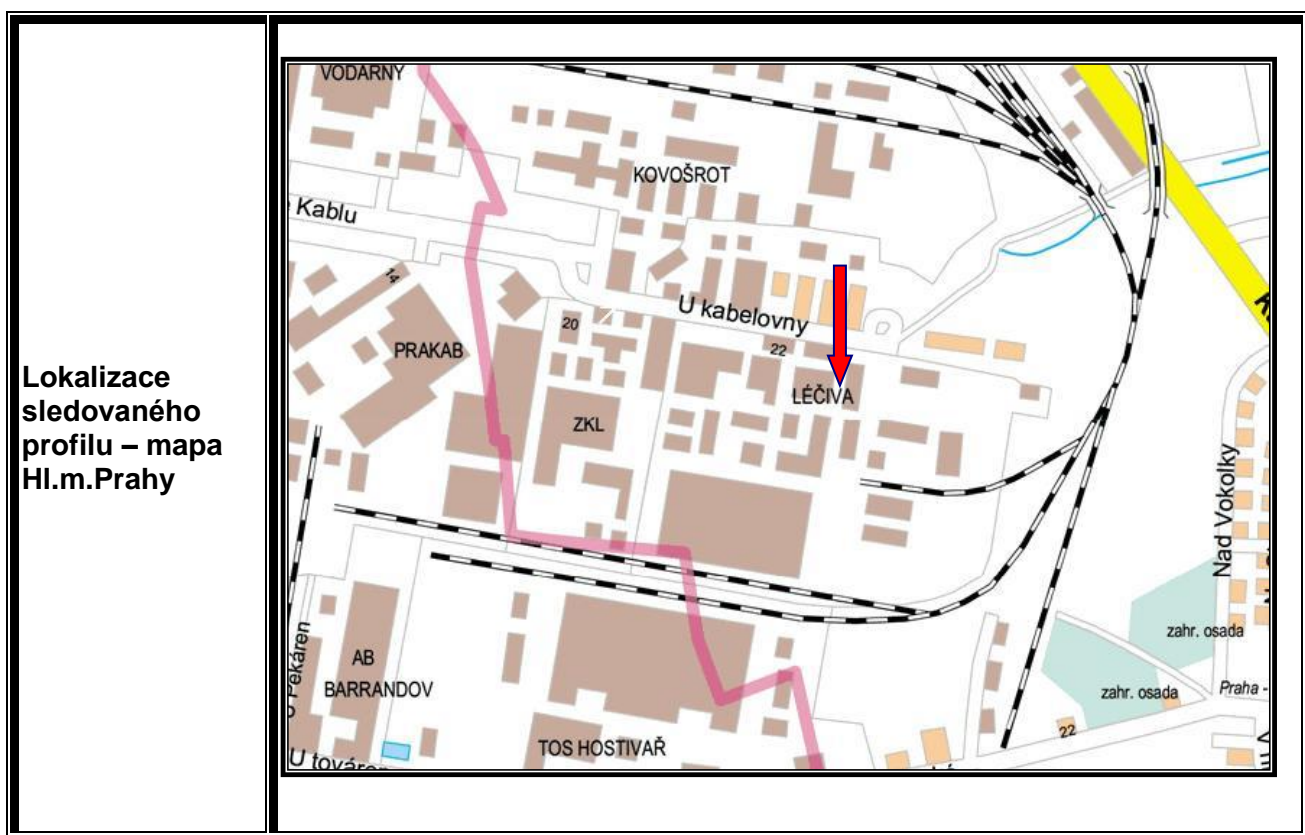 Lokalizace
sledovaného
profilu – mapa
Hl.m.Prahy
VODÁRNY
KOVOŠROT
Kablu
14
U kabelovny
20
22
PRAKAB
LÉČIVA
ZKL
Nad Vokolky
zahr. osada
AB
BARRANDOV
Pekáren
zahr. osada
Praha -
22
TOS HOSTIVAŘ
U továren